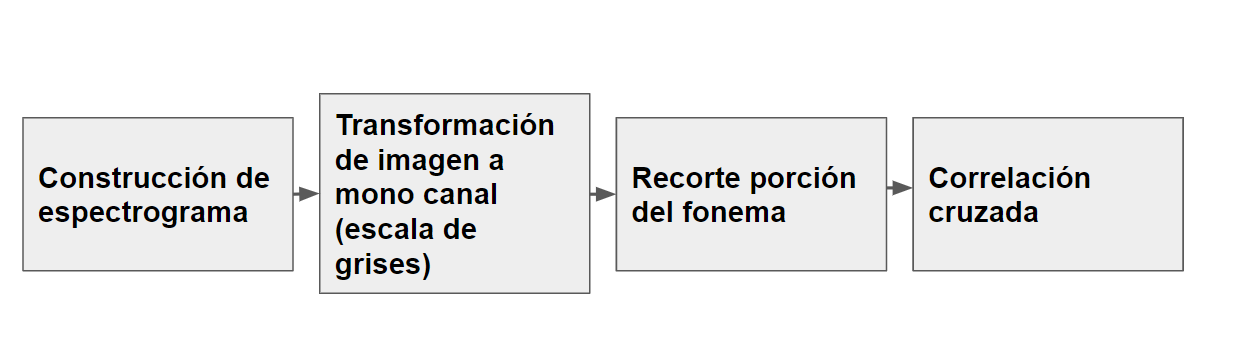 Construcción de
espectrograma
Transformación
de imagen a
mono canal
(escala de
grises)
Recorte porción
del fonema
Correlación
cruzada